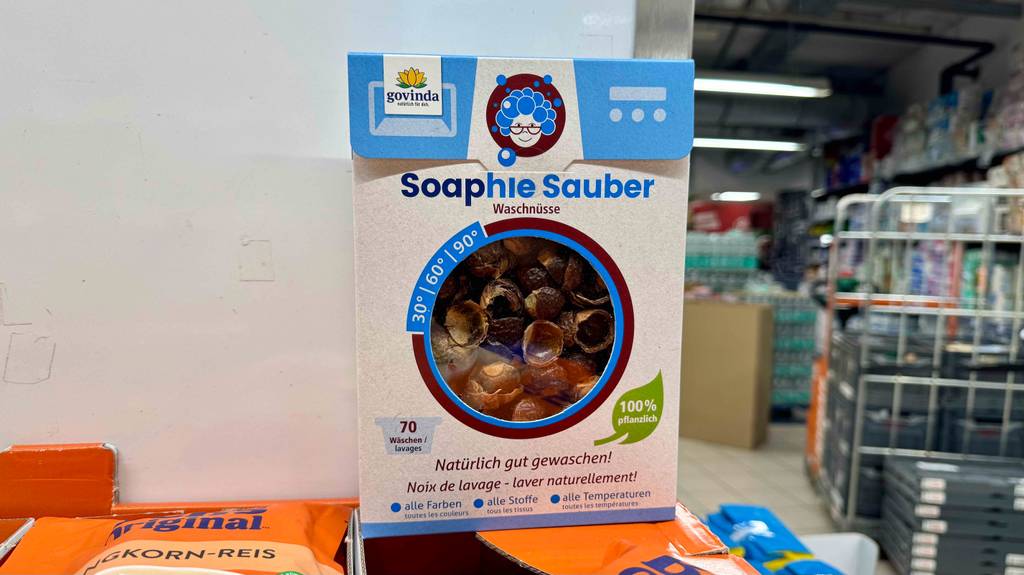 govinda
natürlich für dich.
Soaphie Sauber
Waschnüsse
30° | 60° | 90°
70
Wäschen /
lavages
100%
pflanzlich
Natürlich gut gewaschen!
Noix de lavage - laver naturellement!
alle Farben
toutes les couleurs
alle Stoffe
tous les tissus
alle Temperaturen
toutes les températures
original
NGKORN-REIS